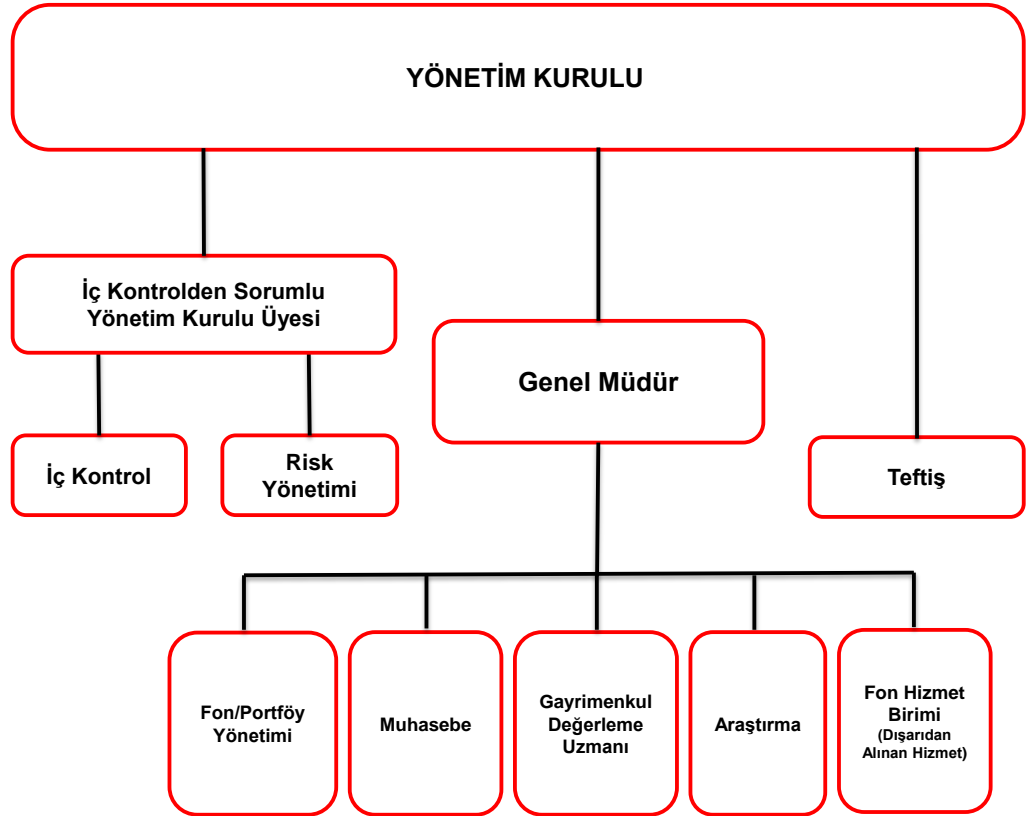 YÖNETİM KURULU
İç Kontrolden Sorumlu
Yönetim Kurulu Üyesi
Genel Müdür
İç Kontrol
Risk
Yönetimi
Teftiş
Fon/Portföy
Yönetimi
Muhasebe
Gayrimenkul
Değerleme
Uzmanı
Araştırma
Fon Hizmet
Birimi
(Dışarıdan
Alınan Hizmet)